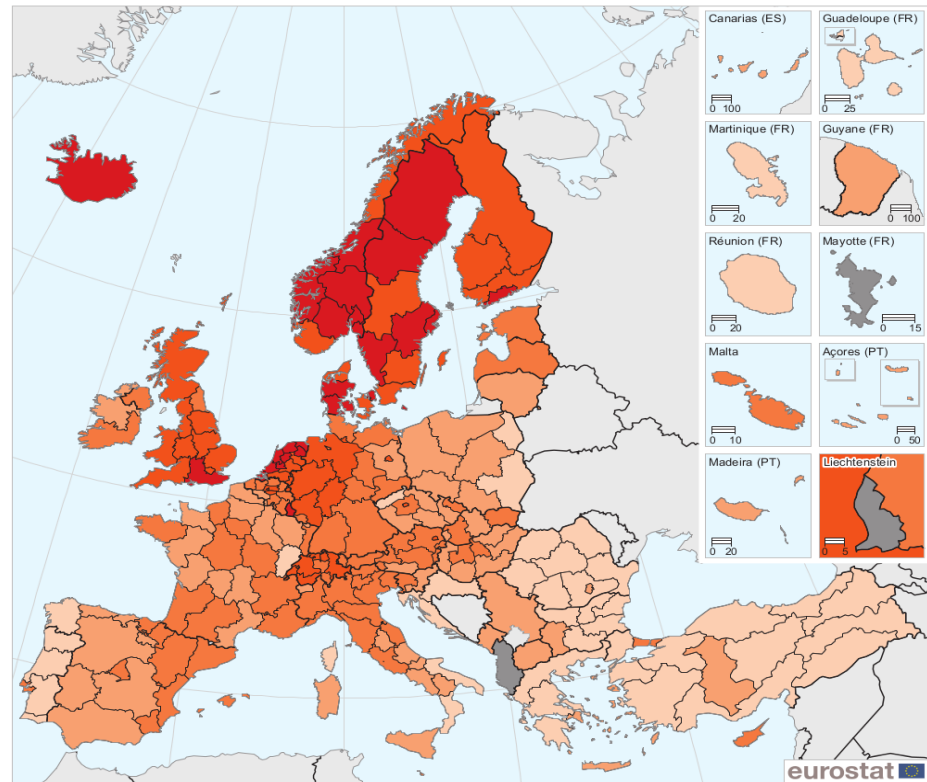 Canarias (ES)
0 100
Guadeloupe (FR)
0 25
Martinique (FR)
0 20
Guyane (FR)
0 100
Réunion (FR)
0 20
Mayotte (FR)
0 15
Malta
0 10
Açores (PT)
0 50
Madeira (PT)
0 20
Liechtenstein
0 5
eurostat